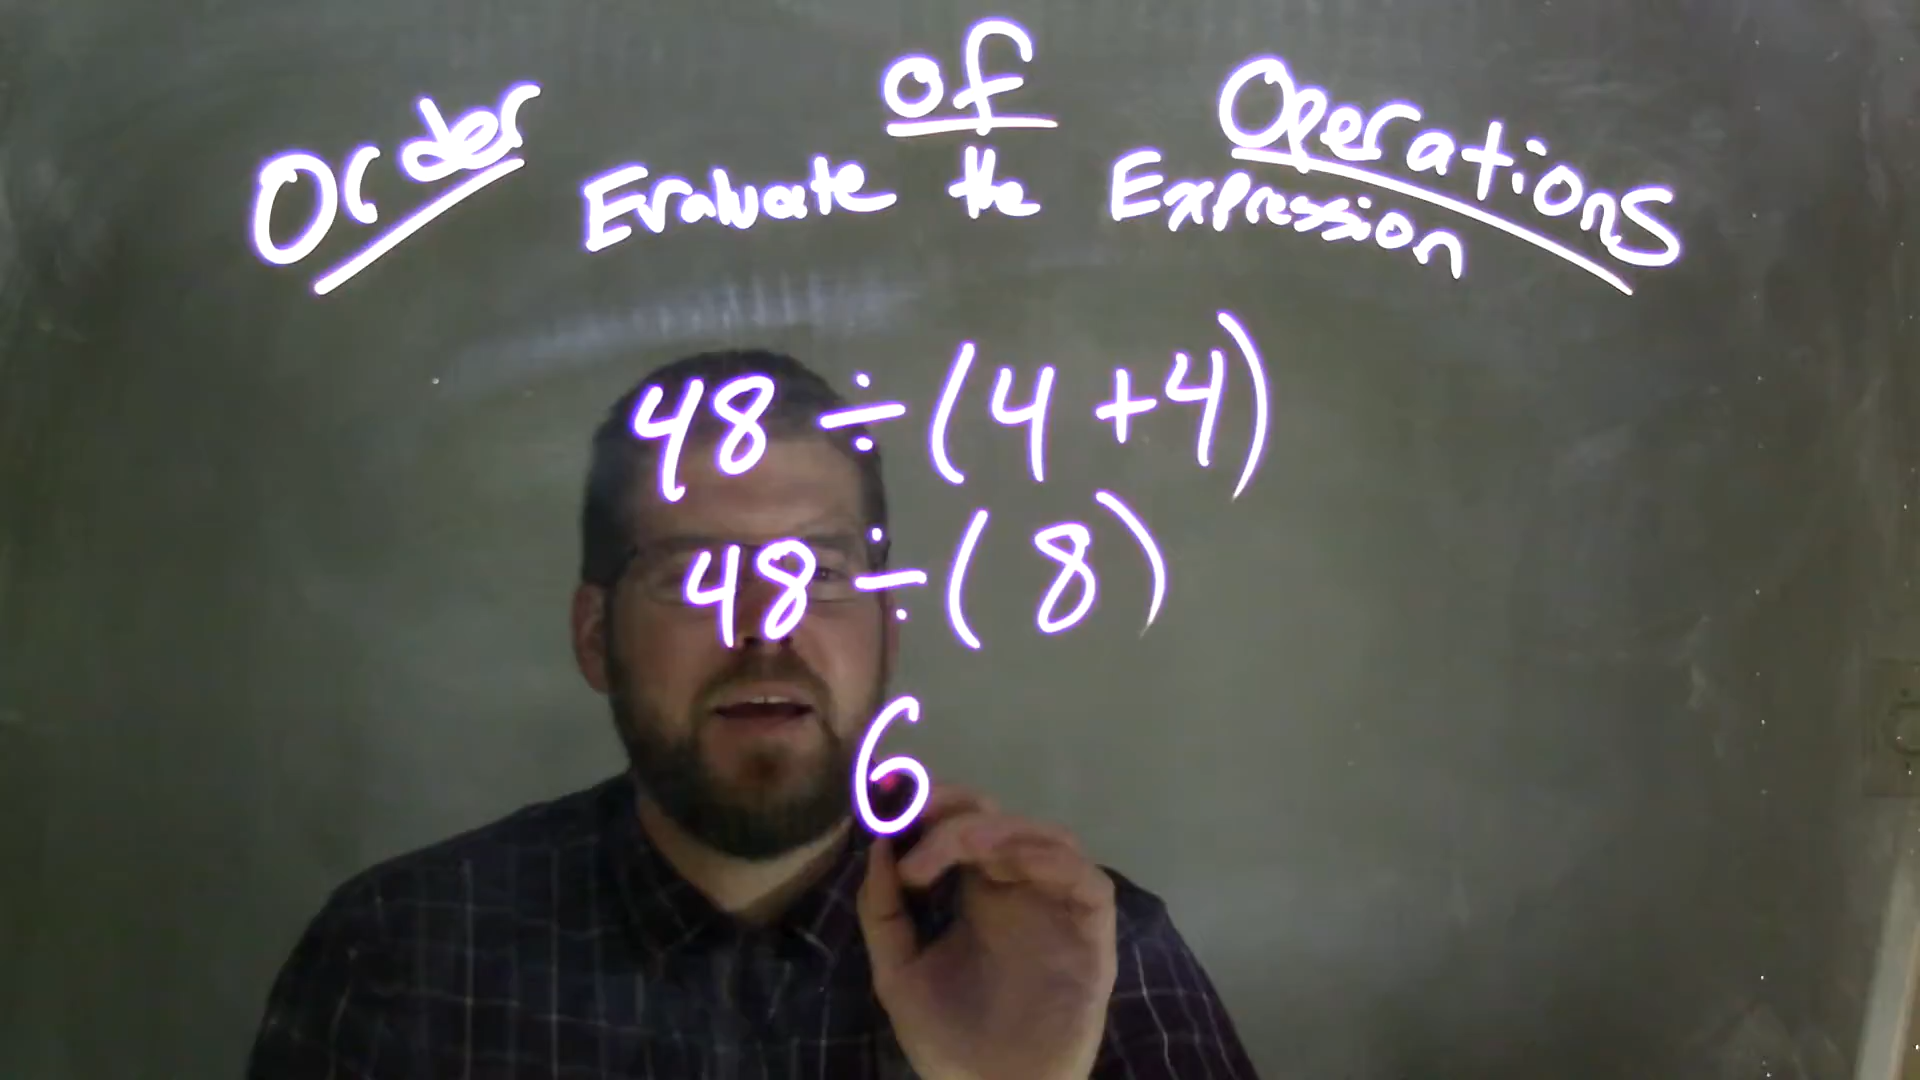 Order of Operations
Evaluate the Expression
48 ÷ (4 + 4)
48 ÷ (8)
6